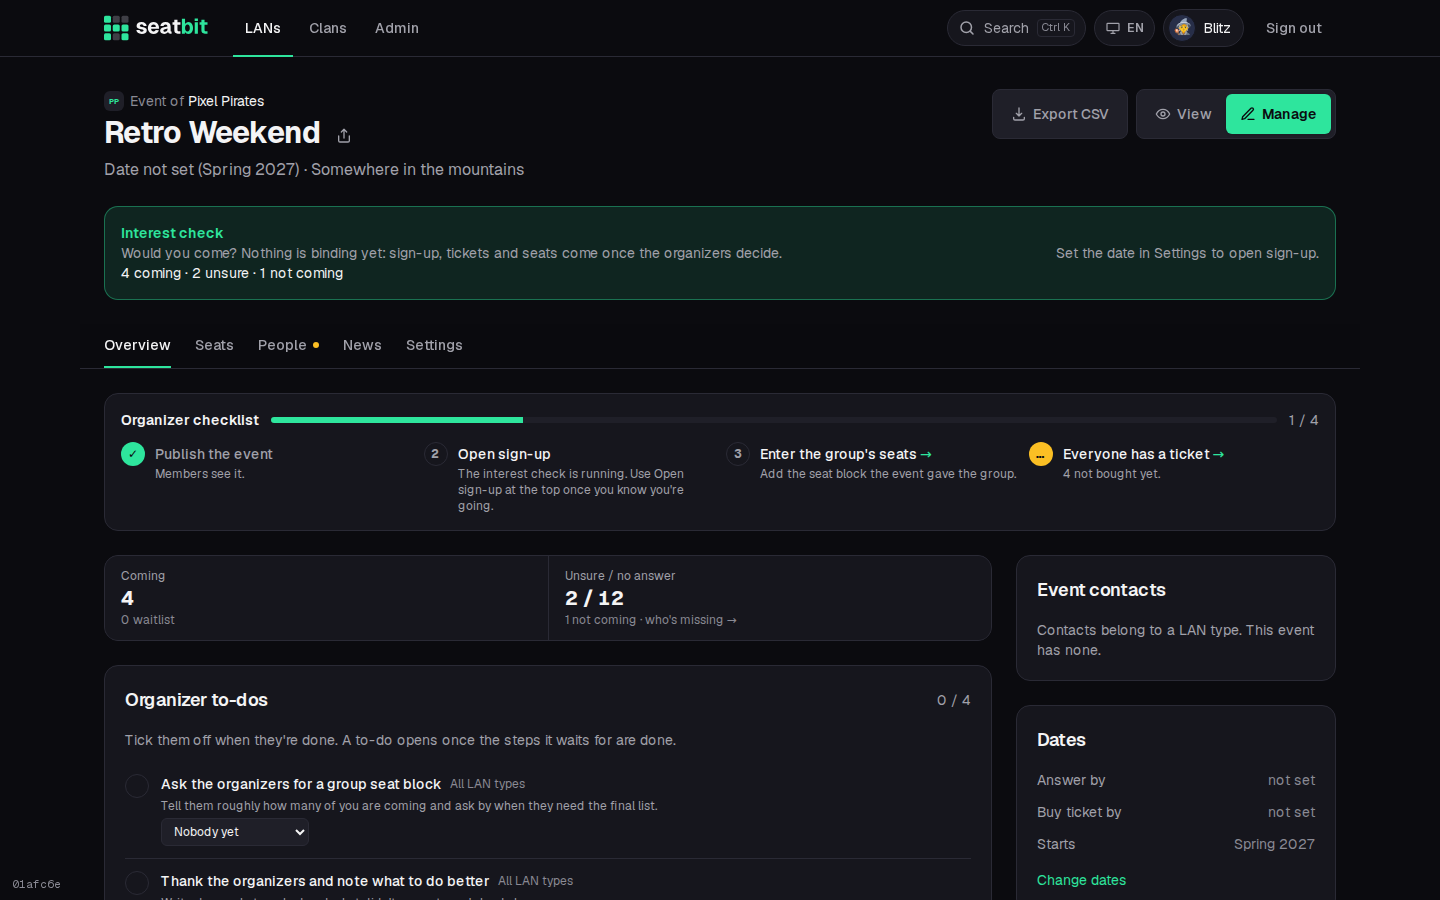 seatbit
LANs
Clans
Admin
Search
Ctrl K
EN
Blitz
Sign out
PP
Event of Pixel Pirates
Retro Weekend
Date not set (Spring 2027) · Somewhere in the mountains
Export CSV
View
Manage
Interest check
Would you come? Nothing is binding yet: sign-up, tickets and seats come once the organizers decide.
4 coming · 2 unsure · 1 not coming
Set the date in Settings to open sign-up.
Overview
Seats
People
News
Settings
Organizer checklist
1 / 4
✓
Publish the event
Members see it.
2
Open sign-up
The interest check is running. Use Open
sign-up at the top once you know you're
going.
3
Enter the group's seats →
Add the seat block the event gave the group.
…
Everyone has a ticket →
4 not bought yet.
Coming
4
0 waitlist
Unsure / no answer
2 / 12
1 not coming · who's missing →
Event contacts
Contacts belong to a LAN type. This event
has none.
Organizer to-dos
0 / 4
Tick them off when they're done. A to-do opens once the steps it waits for are done.
Ask the organizers for a group seat block All LAN types
Tell them roughly how many of you are coming and ask by when they need the final list.
Nobody yet
Thank the organizers and note what to do better All LAN types
Dates
Answer by
not set
Buy ticket by
not set
Starts
Spring 2027
Change dates
01afc6e